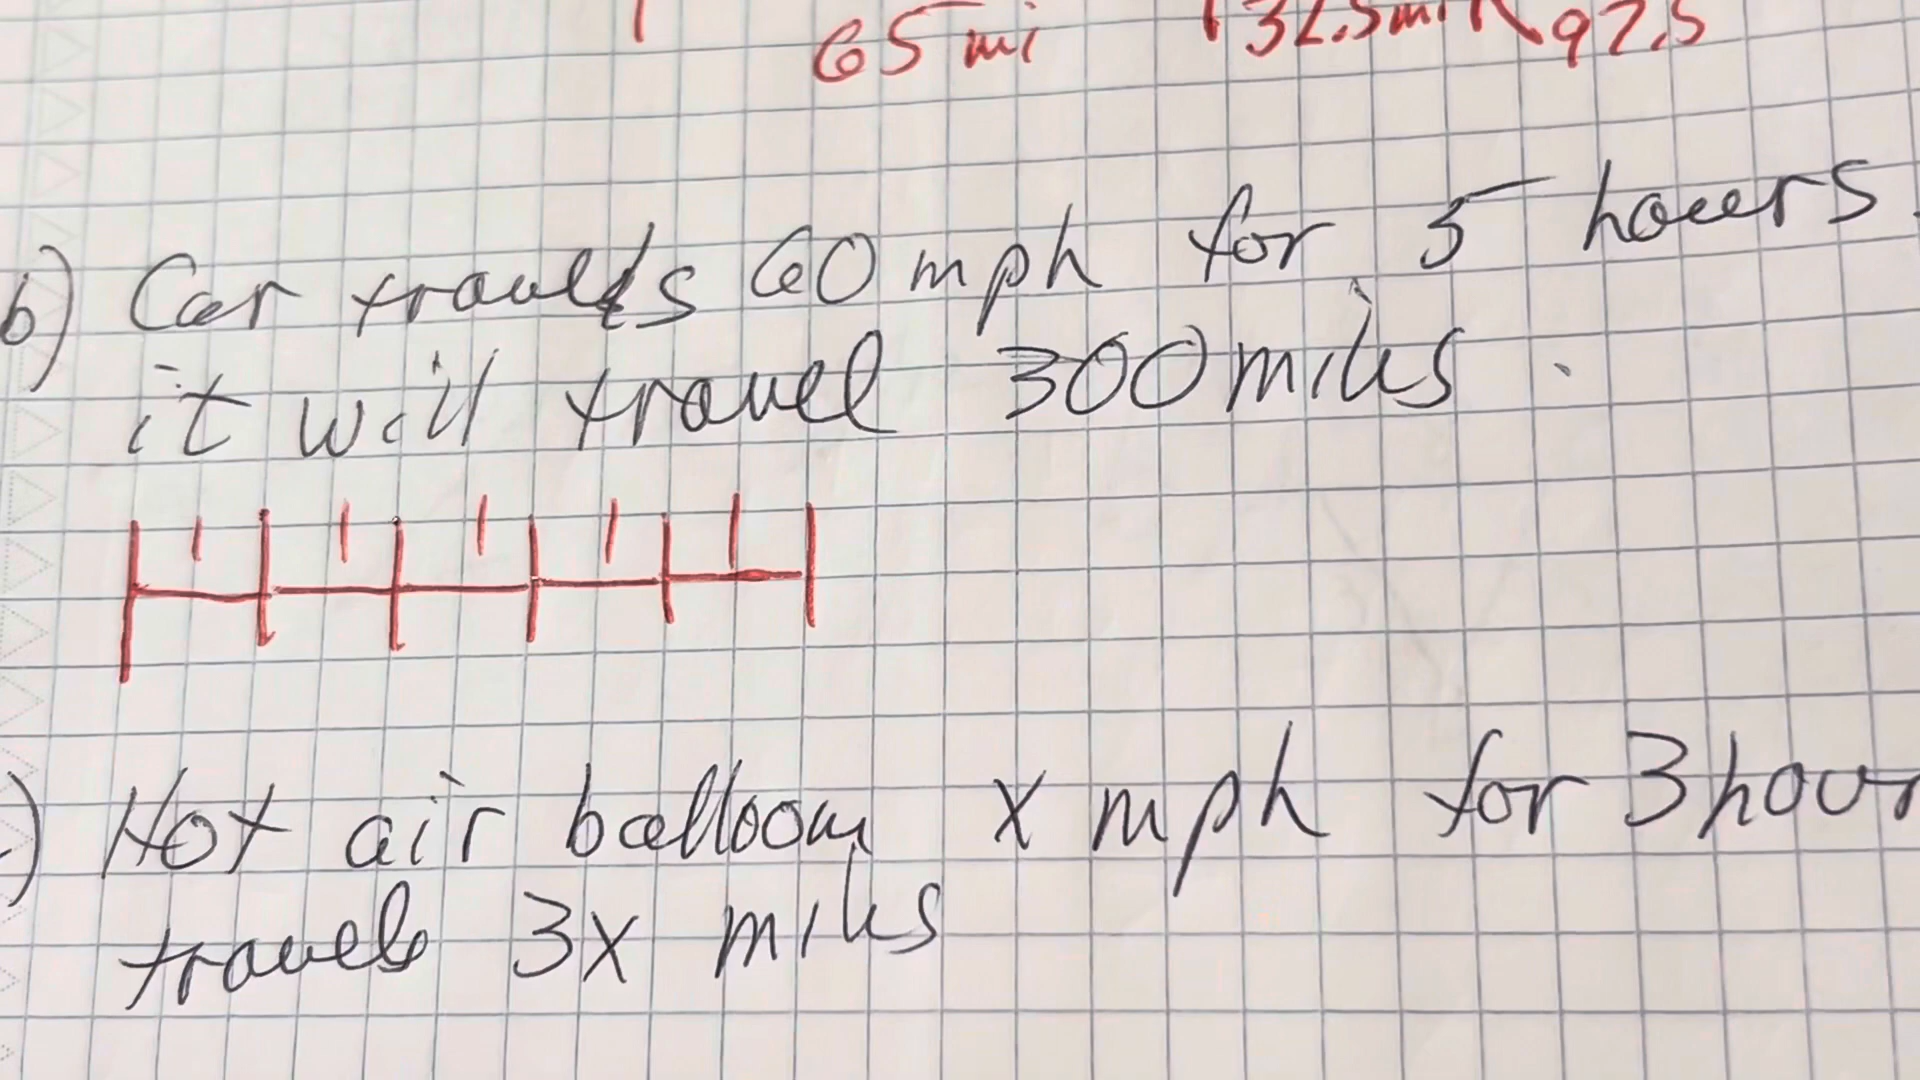 65 mi 32.5 mi 97.5
b) Car travels 60 mph for 5 hours.
it will travel 300 miles.
) Hot air balloon x mph for 3 hour
travels 3x miles